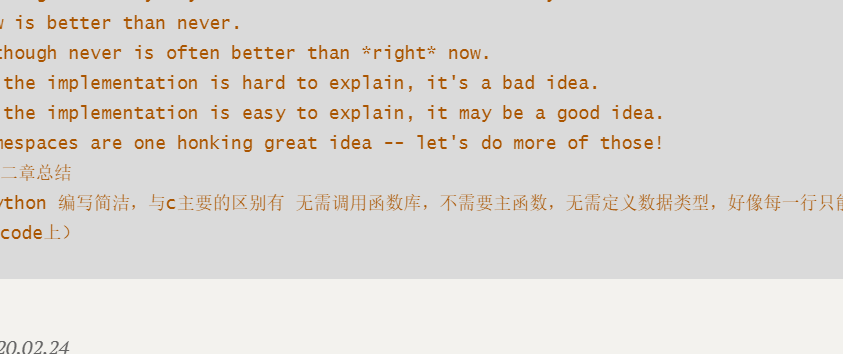 w is better than never.
though never is often better than *right* now.
the implementation is hard to explain, it's a bad idea.
the implementation is easy to explain, it may be a good idea.
mespaces are one honking great idea -- let's do more of those!
二章总结
ython 编写简洁，与c主要的区别有 无需调用函数库，不需要主函数，无需定义数据类型，好像每一行只能
code上）
20.02.24